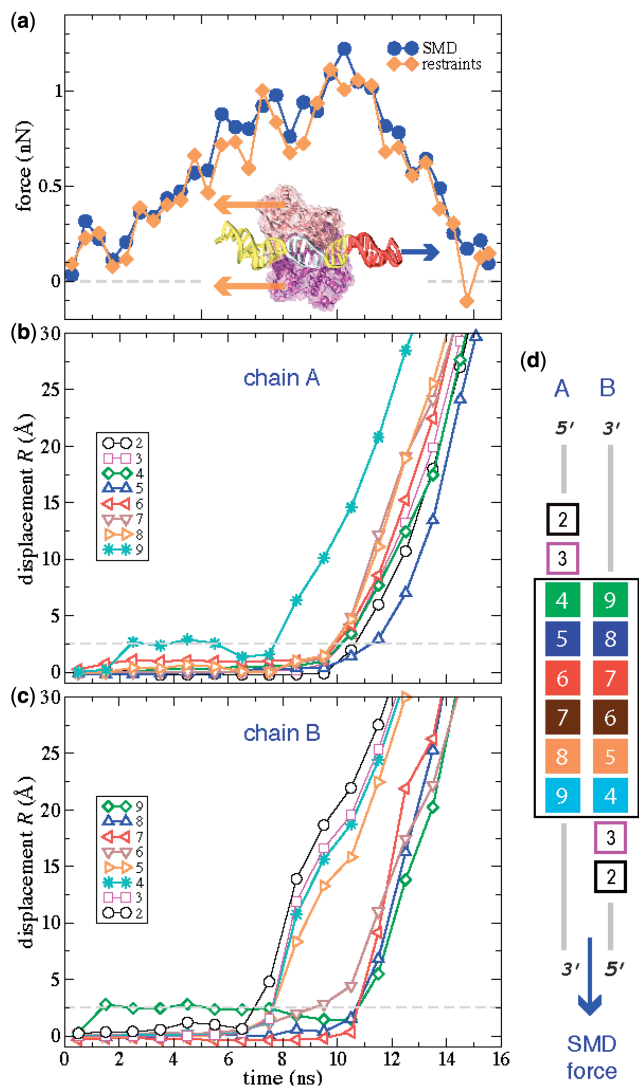 (a)
SMD
restraints
force (nN)
1
0.5
0
(b)
chain A
displacement R (Å)
30
25
20
15
10
5
0
2
3
4
5
6
7
8
9
(c)
chain B
displacement R (Å)
30
25
20
15
10
5
0
9
8
7
6
5
4
3
2
0 2 4 6 8 10 12 14 16
time (ns)
(d)
A B
5' 3'
2
3
4 9
5 8
6 7
7 6
8 5
9 4
3
2
3' 5'
SMD
force